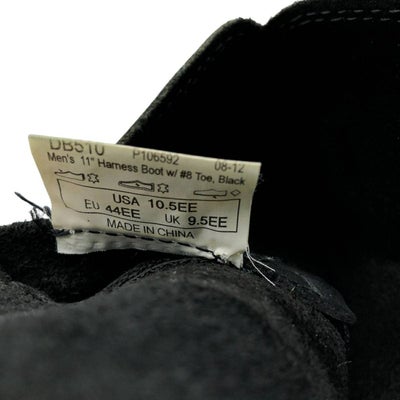 DB510
P106592 08-12
Men's 11" Harness Boot w/ #8 Toe, Black
USA 10.5EE
EU 44EE UK 9.5EE
MADE IN CHINA